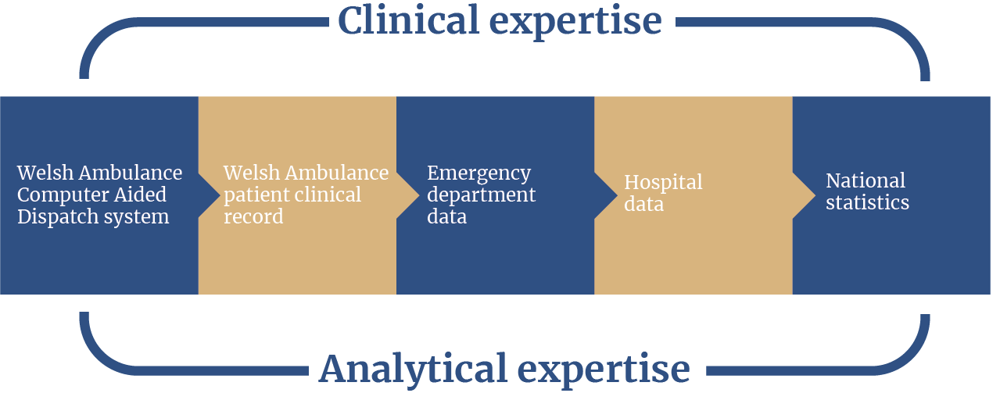 Clinical expertise
Welsh Ambulance
Computer Aided
Dispatch system
Welsh Ambulance
patient clinical
record
Emergency
department
data
Hospital
data
National
statistics
Analytical expertise